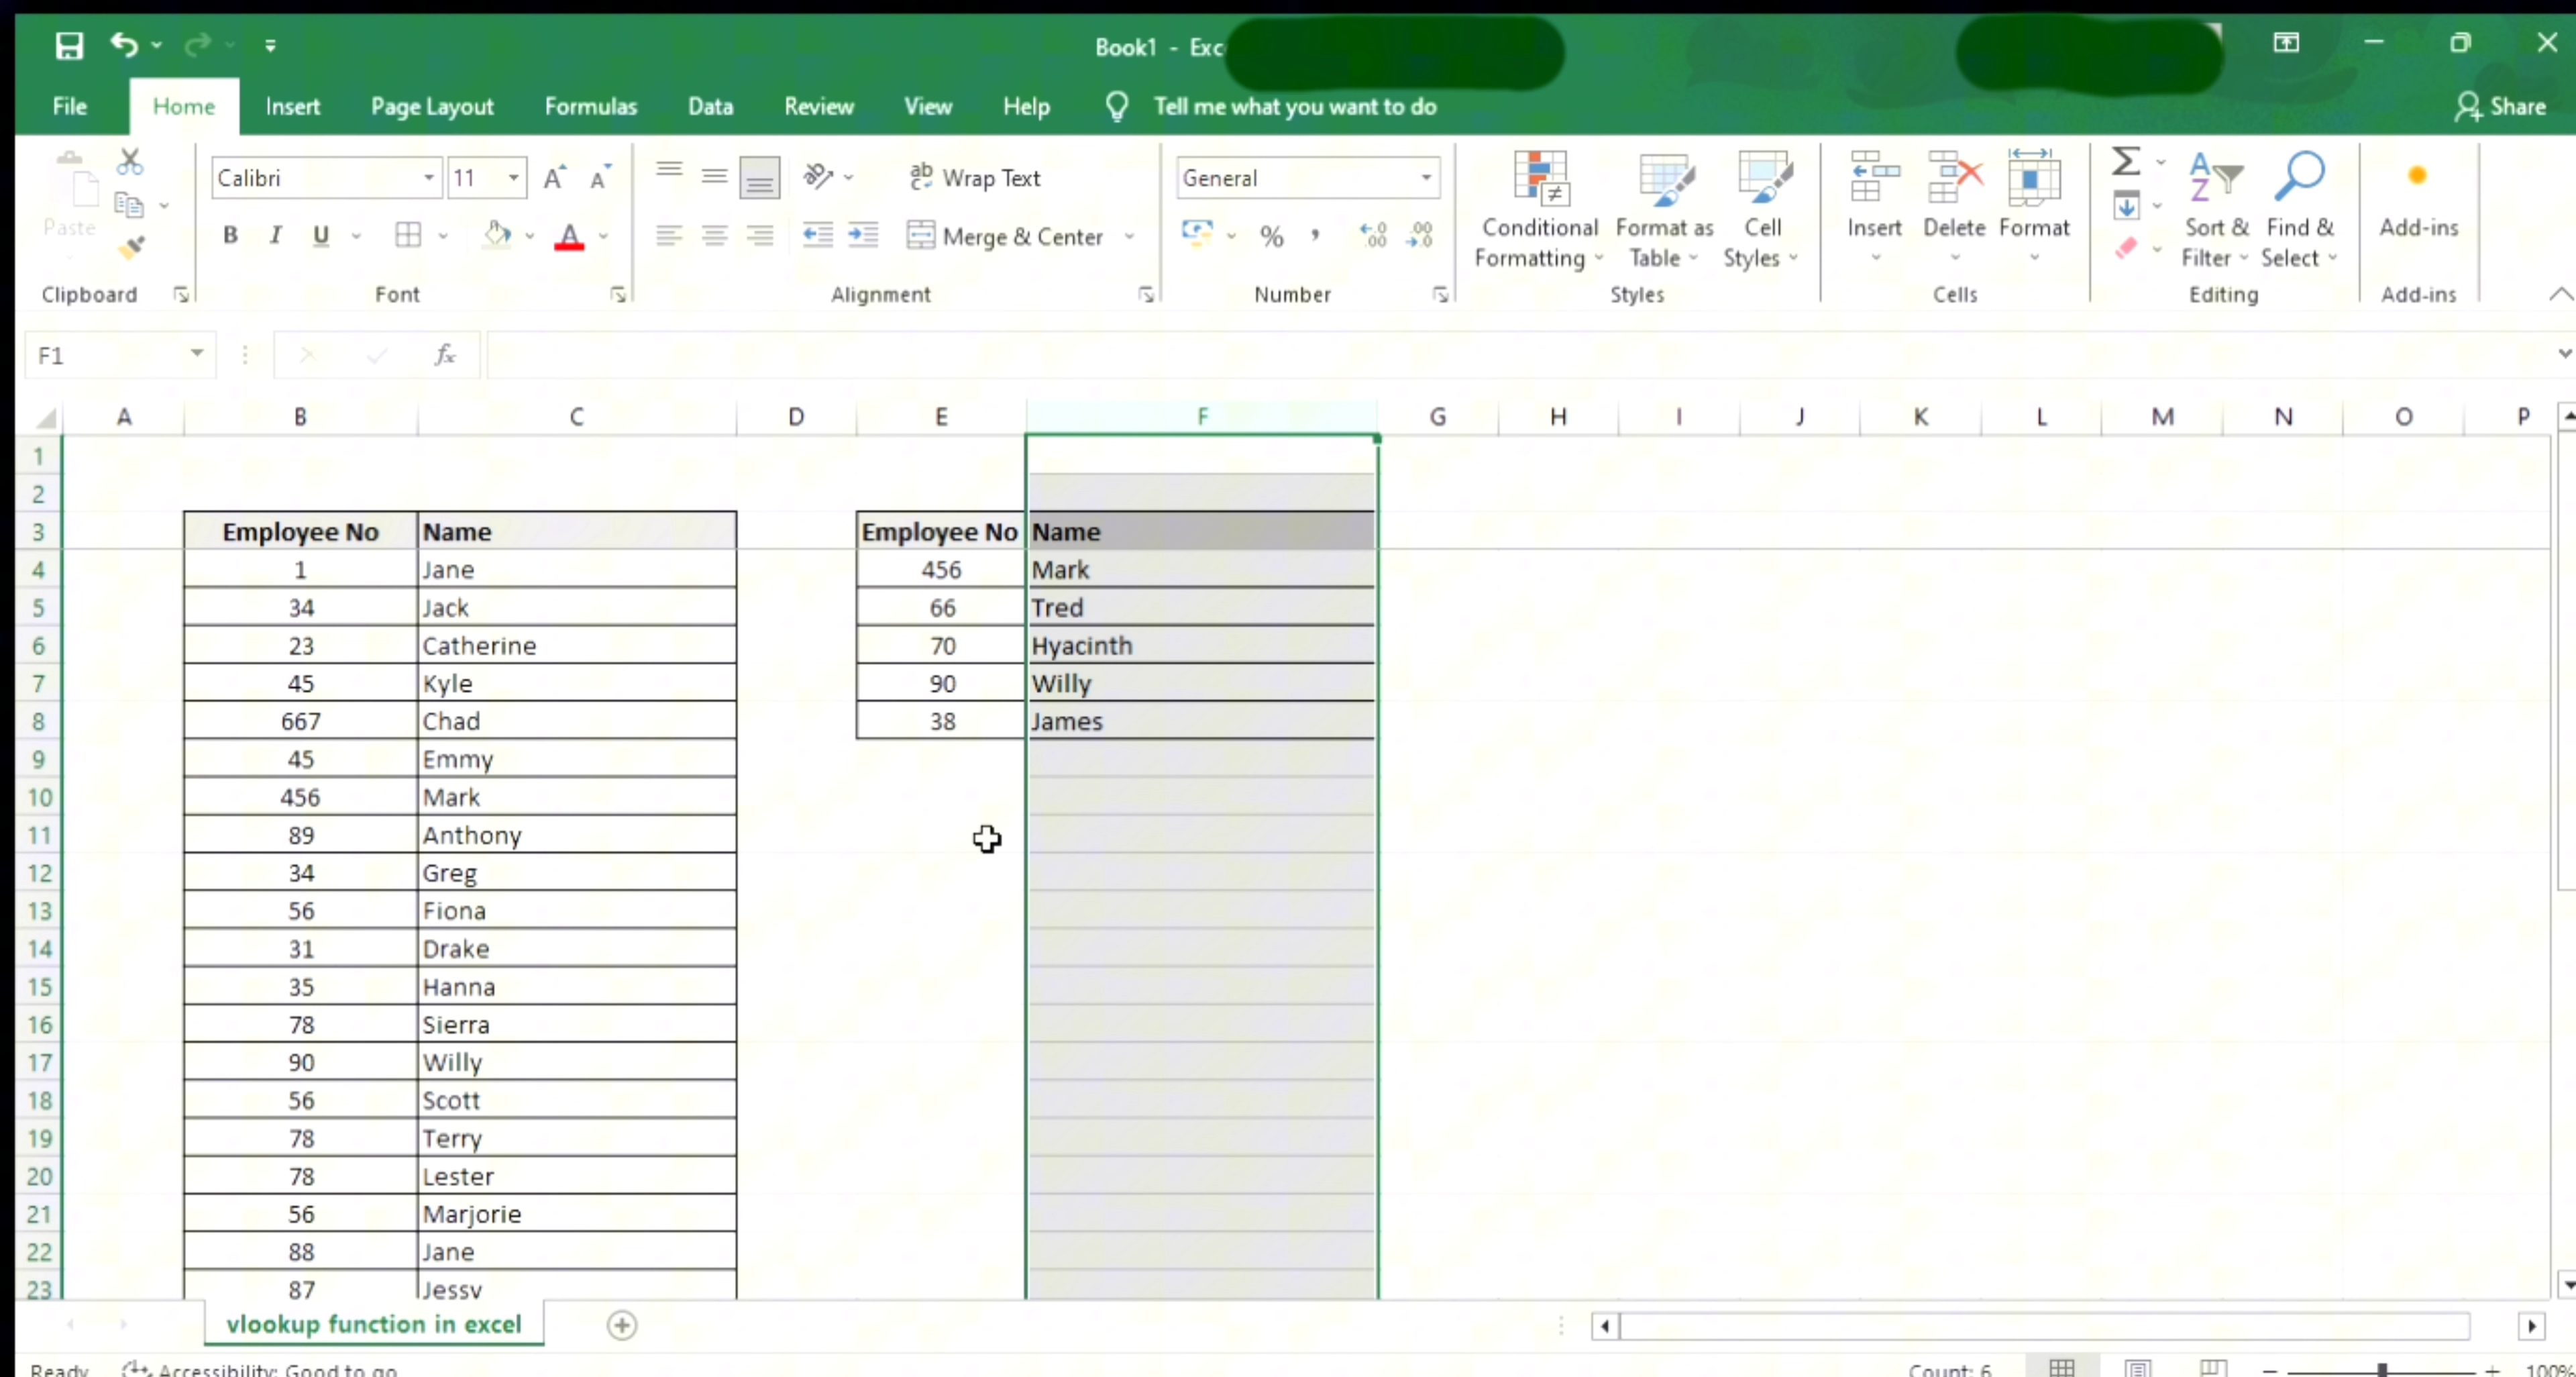 Book1 - Exc
File Home Insert Page Layout Formulas Data Review View Help Tell me what you want to do Share
Paste
Clipboard
Calibri 11
B I U A
Font
ab Wrap Text
Merge & Center
Alignment
General
% ,
Number
Conditional Formatting
Format as Table
Cell Styles
Styles
Insert Delete Format
Cells
Sort & Filter
Find & Select
Editing
Add-ins
Add-ins
F1 fx
A B C D E F G H I J K L M N O P
1
2
3 Employee No Name Employee No Name
4 1 Jane 456 Mark
5 34 Jack 66 Tred
6 23 Catherine 70 Hyacinth
7 45 Kyle 90 Willy
8 667 Chad 38 James
9 45 Emmy
10 456 Mark
11 89 Anthony
12 34 Greg
13 56 Fiona
14 31 Drake
15 35 Hanna
16 78 Sierra
17 90 Willy
18 56 Scott
19 78 Terry
20 78 Lester
21 56 Marjorie
22 88 Jane
23 87 Jessy
vlookup function in excel
Ready Accessibility: Good to go Count: 6 100%